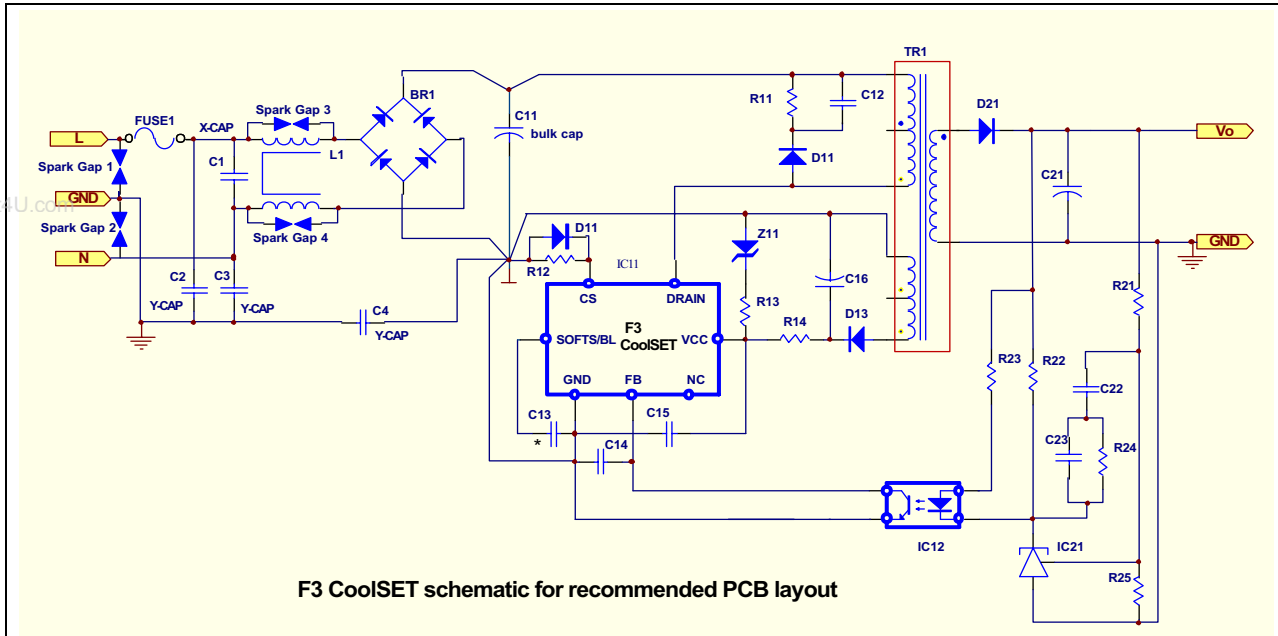 TR1
BR1
Spark Gap 3
FUSE1
X-CAP
C11
bulk cap
R11
C12
D21
L
Vo
L1
Spark Gap 1
C1
D11
C21
4U.com
GND
Spark Gap 2
Spark Gap 4
D11
Z11
GND
N
R12
IC11
C16
C2
C3
CS
DRAIN
R21
Y-CAP
Y-CAP
C4
Y-CAP
R13
F3
CoolSET
SOFTS/BL
VCC
R14
D13
R23
R22
GND
FB
NC
C22
C13
*
C15
C14
C23
R24
IC12
IC21
R25
F3 CoolSET schematic for recommended PCB layout